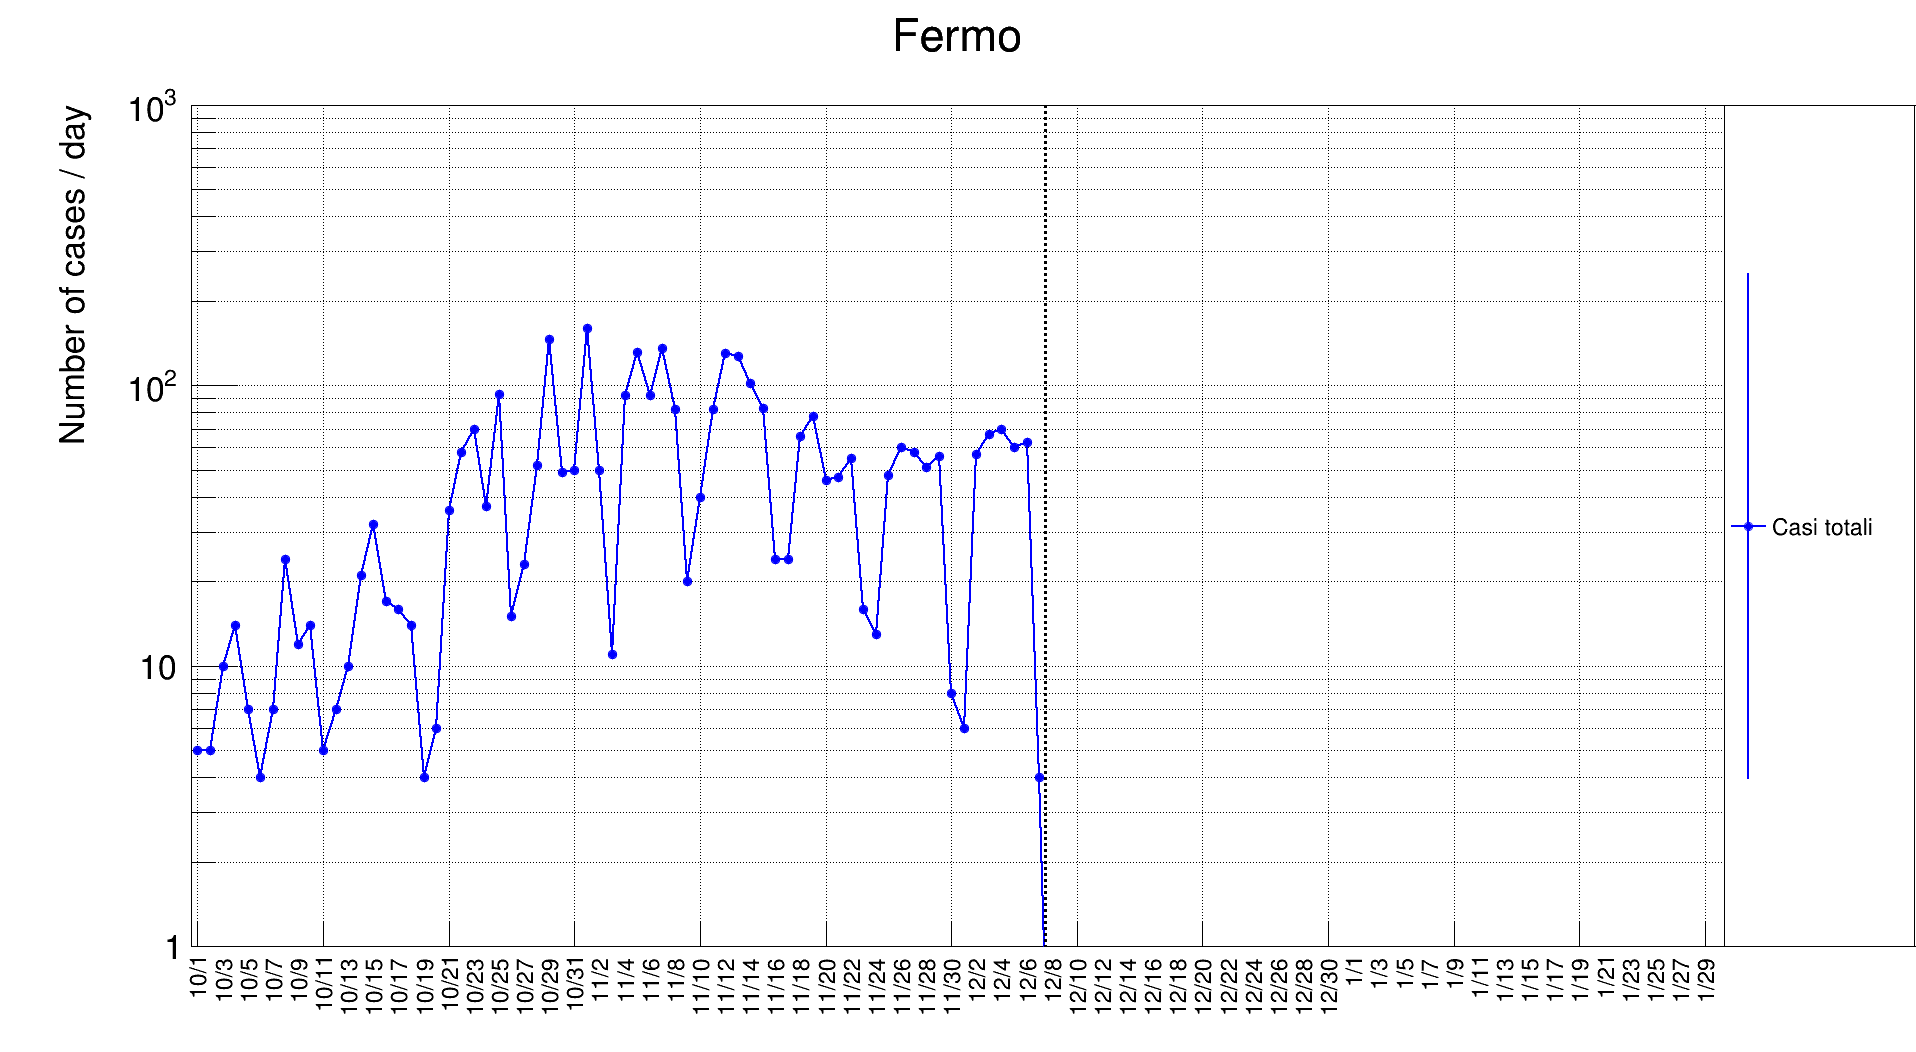 Fermo
Number of cases / day
10³
10²
10
1
10/1 10/3 10/5 10/7 10/9 10/11 10/13 10/15 10/17 10/19 10/21 10/23 10/25 10/27 10/29 10/31 11/2 11/4 11/6 11/8 11/10 11/12 11/14 11/16 11/18 11/20 11/22 11/24 11/26 11/28 11/30 12/2 12/4 12/6 12/8 12/10 12/12 12/14 12/16 12/18 12/20 12/22 12/24 12/26 12/28 12/30 1/1 1/3 1/5 1/7 1/9 1/11 1/13 1/15 1/17 1/19 1/21 1/23 1/25 1/27 1/29
Casi totali